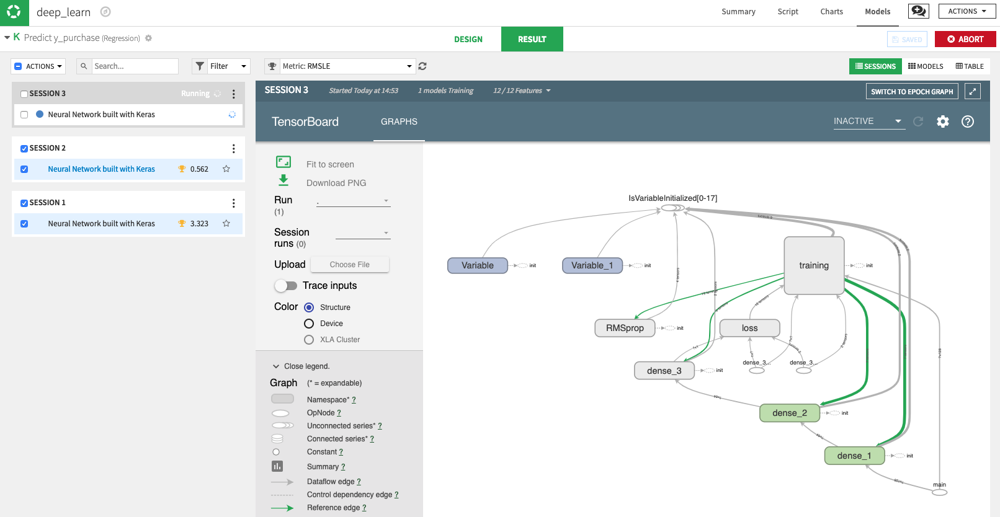 deep_learn
Summary Script Charts Models ACTIONS
K Predict y_purchase (Regression)
DESIGN RESULT
SAVED ABORT
ACTIONS Search... Filter Metric: RMSLE
SESSIONS MODELS TABLE
SESSION 3 Running
Neural Network built with Keras
SESSION 2
Neural Network built with Keras 0.562
SESSION 1
Neural Network built with Keras 3.323
SESSION 3 Started Today at 14:53 1 models Training 12 / 12 Features
SWITCH TO EPOCH GRAPH
TensorBoard GRAPHS INACTIVE
Fit to screen
Download PNG
Run
(1)
.
Session
runs (0)
Upload Choose File
Trace inputs
Color Structure
Device
XLA Cluster
Close legend.
Graph (* = expandable)
Namespace* ?
OpNode ?
Unconnected series* ?
Connected series* ?
Constant ?
Summary ?
Dataflow edge ?
Control dependency edge ?
Reference edge ?
IsVariableInitialized[0-17]
Variable init
Variable_1 init
training init
RMSprop init
loss
dense_3 init
dense_3...
dense_3...
dense_2 init
dense_1 init
main